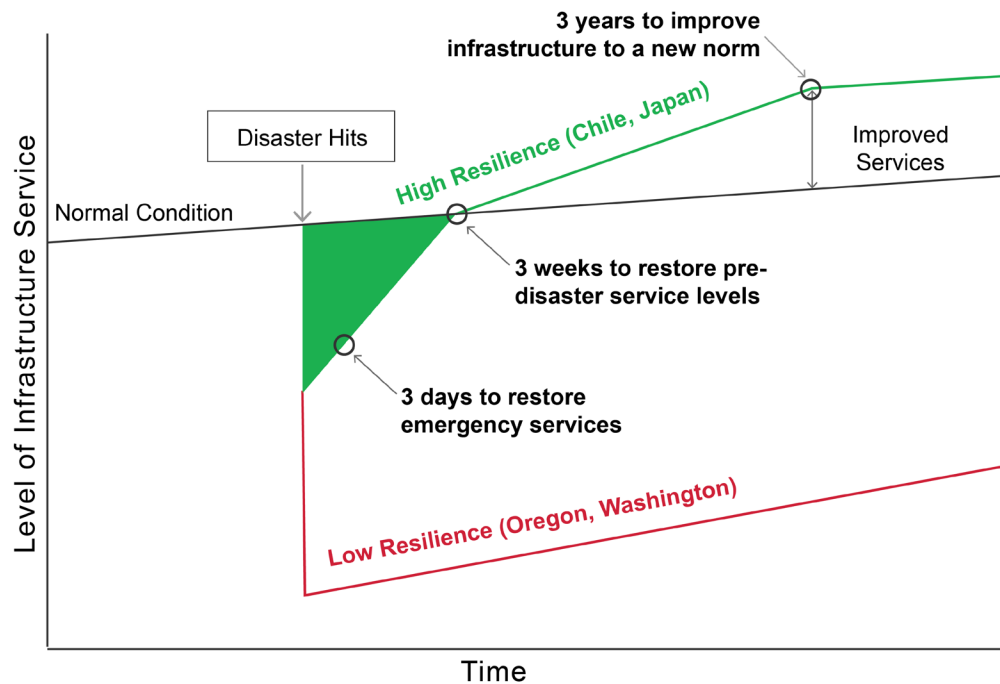 3 years to improve
infrastructure to a new norm
Disaster Hits
High Resilience (Chile, Japan)
Improved
Services
Normal Condition
3 weeks to restore pre-
disaster service levels
3 days to restore
emergency services
Low Resilience (Oregon, Washington)
Level of Infrastructure Service
Time